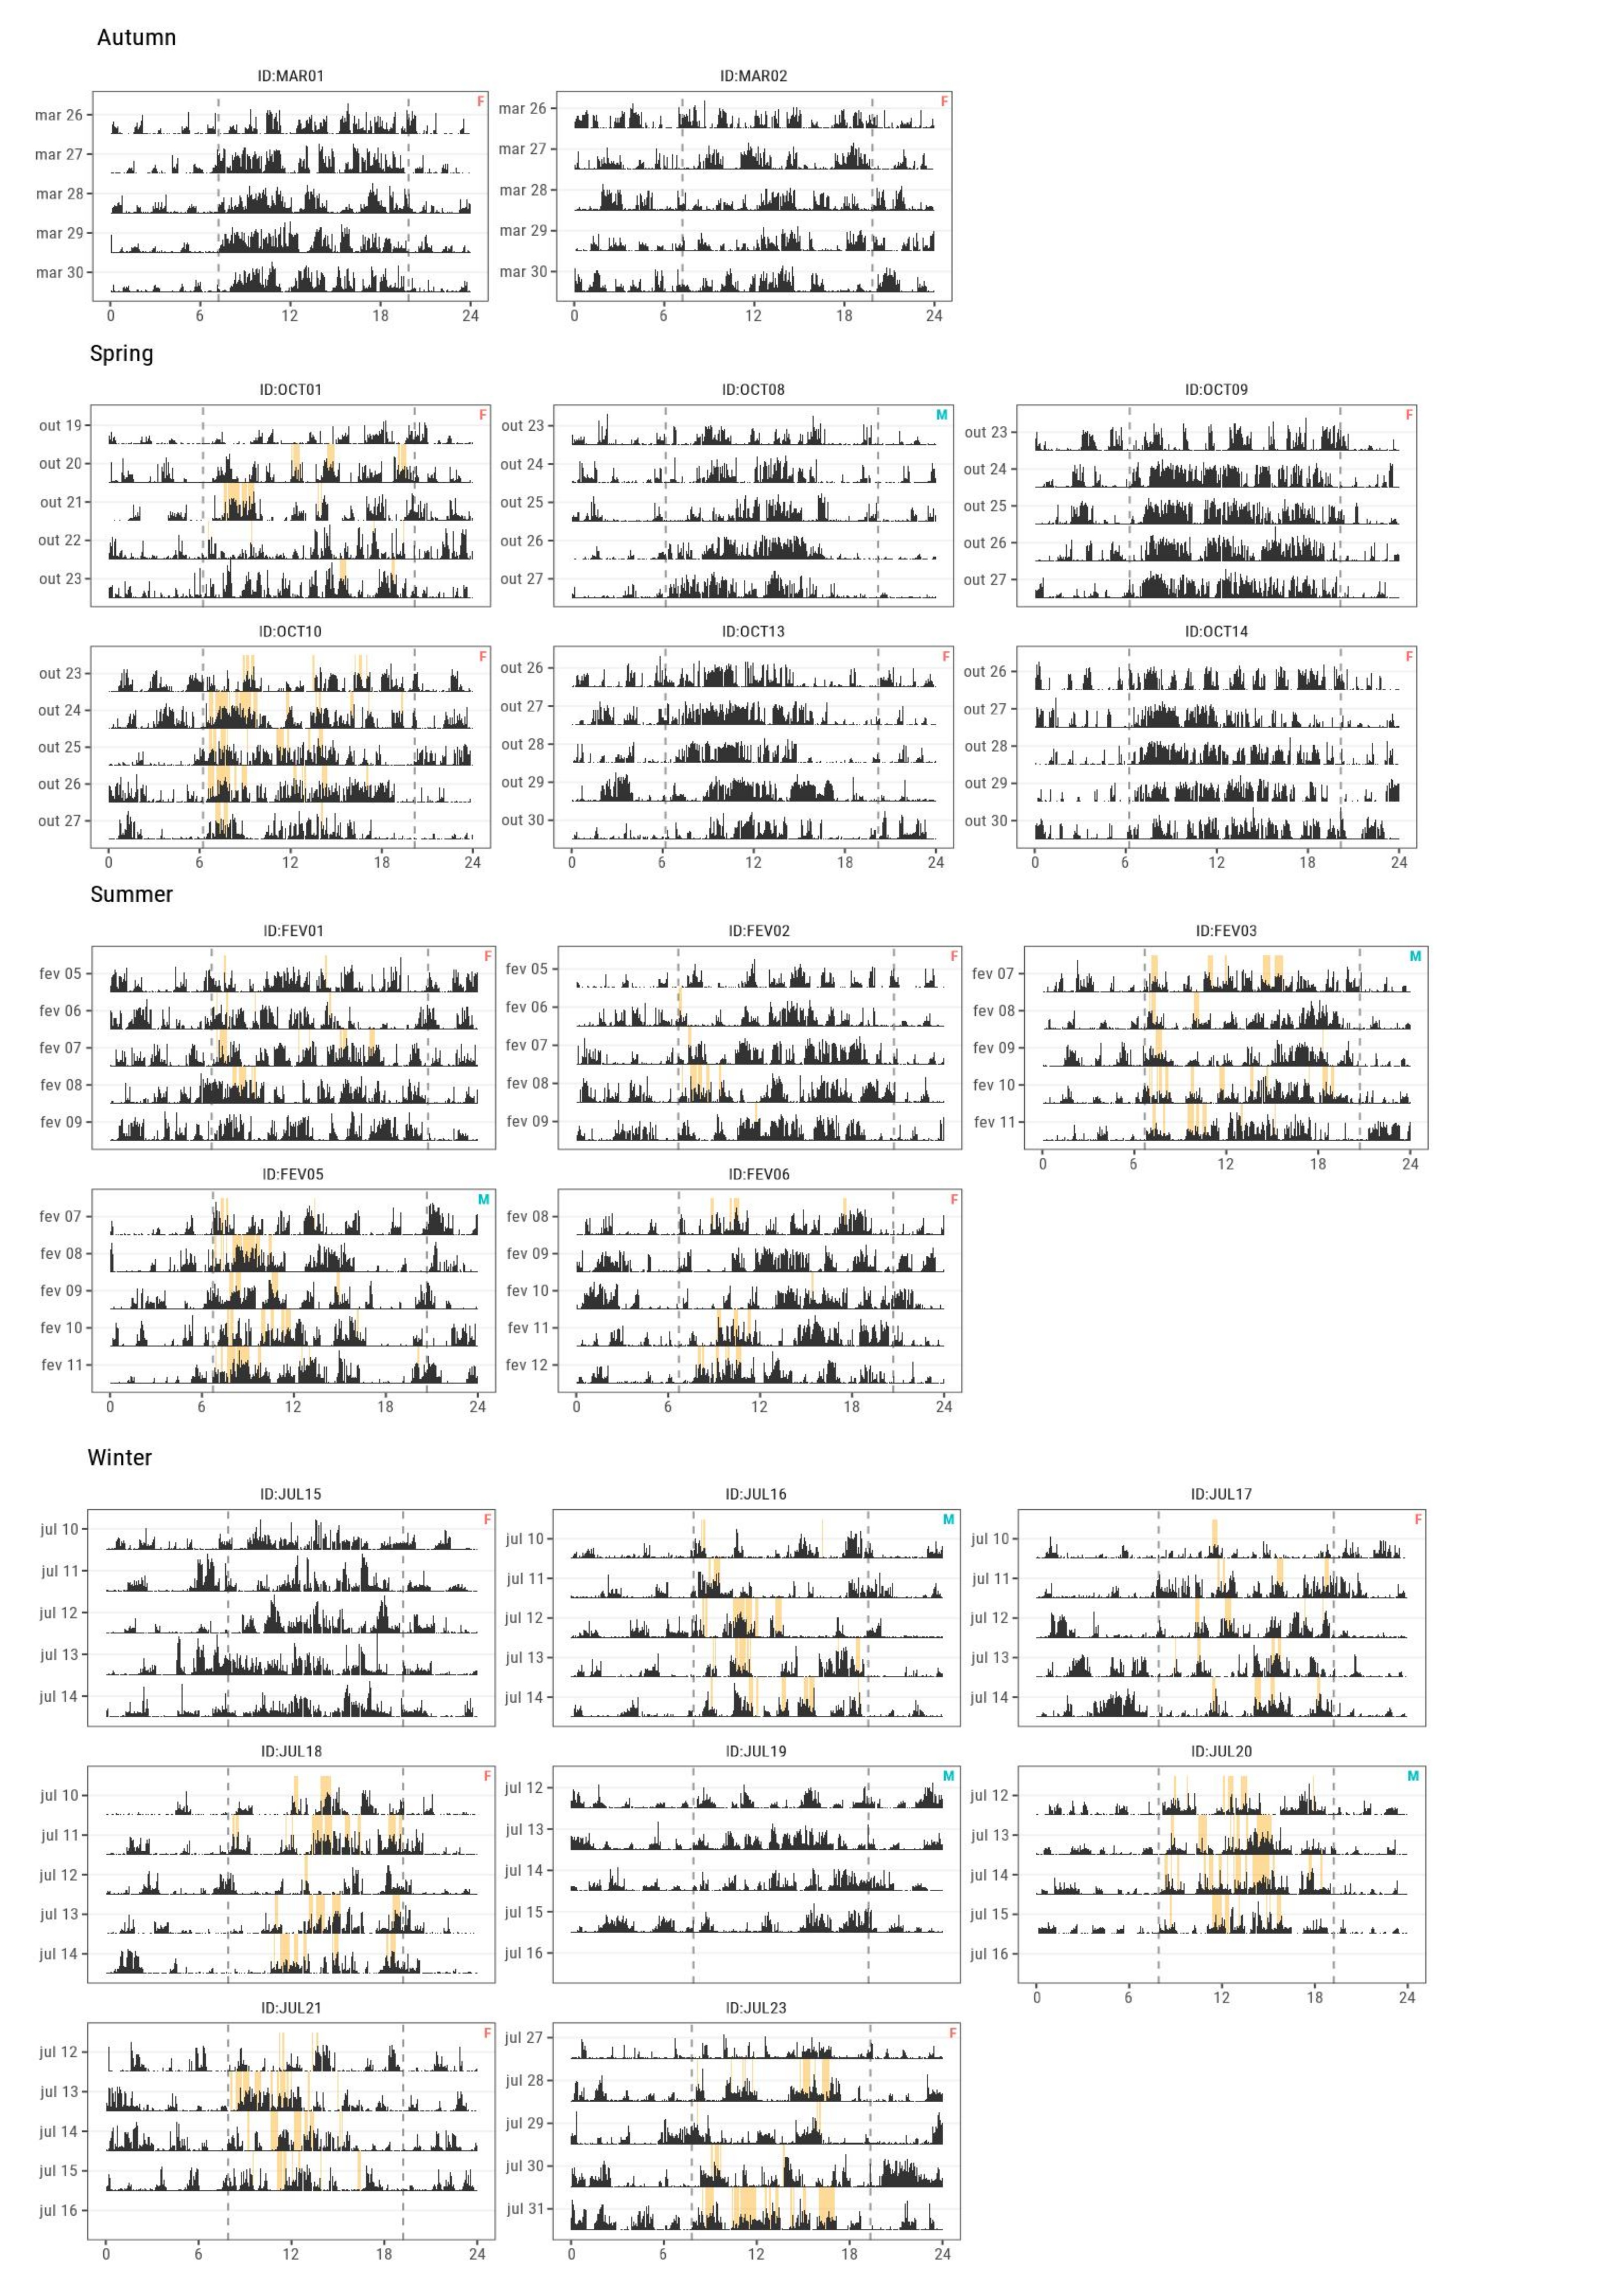 Autumn
ID:MAR01 ID:MAR02
F F
mar 26 mar 26
mar 27 mar 27
mar 28 mar 28
mar 29 mar 29
mar 30 mar 30
0 6 12 18 24 0 6 12 18 24
Spring
ID:OCT01 ID:OCT08 ID:OCT09
F M F
out 19 out 23 out 23
out 20 out 24 out 24
out 21 out 25 out 25
out 22 out 26 out 26
out 23 out 27 out 27
ID:OCT10 ID:OCT13 ID:OCT14
F F F
out 23 out 26 out 26
out 24 out 27 out 27
out 25 out 28 out 28
out 26 out 29 out 29
out 27 out 30 out 30
0 6 12 18 24 0 6 12 18 24 0 6 12 18 24
Summer
ID:FEV01 ID:FEV02 ID:FEV03
F F M
fev 05 fev 05 fev 07
fev 06 fev 06 fev 08
fev 07 fev 07 fev 09
fev 08 fev 08 fev 10
fev 09 fev 09 fev 11
0 6 12 18 24
ID:FEV05 ID:FEV06
M F
fev 07 fev 08
fev 08 fev 09
fev 09 fev 10
fev 10 fev 11
fev 11 fev 12
0 6 12 18 24 0 6 12 18 24
Winter
ID:JUL15 ID:JUL16 ID:JUL17
F M F
jul 10 jul 10 jul 10
jul 11 jul 11 jul 11
jul 12 jul 12 jul 12
jul 13 jul 13 jul 13
jul 14 jul 14 jul 14
ID:JUL18 ID:JUL19 ID:JUL20
F M M
jul 10 jul 12 jul 12
jul 11 jul 13 jul 13
jul 12 jul 14 jul 14
jul 13 jul 15 jul 15
jul 14 jul 16 jul 16
0 6 12 18 24
ID:JUL21 ID:JUL23
F F
jul 12 jul 27
jul 13 jul 28
jul 14 jul 29
jul 15 jul 30
jul 16 jul 31
0 6 12 18 24 0 6 12 18 24